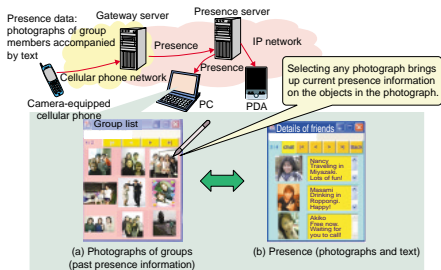 Presence data:
photographs of group
members accompanied
by text
Gateway server
Presence server
Presence
IP network
Presence
Cellular phone network
Camera-equipped
cellular phone
PC
PDA
Selecting any photograph brings
up current presence information
on the objects in the photograph.
Group list
Details of friends
Nancy
Traveling in
Miyazaki.
Lots of fun!
Masami
Drinking in
Roppongi.
Happy!
Akiko
Free now.
Waiting for
you to call!
(a) Photographs of groups
(past presence information)
(b) Presence (photographs and text)